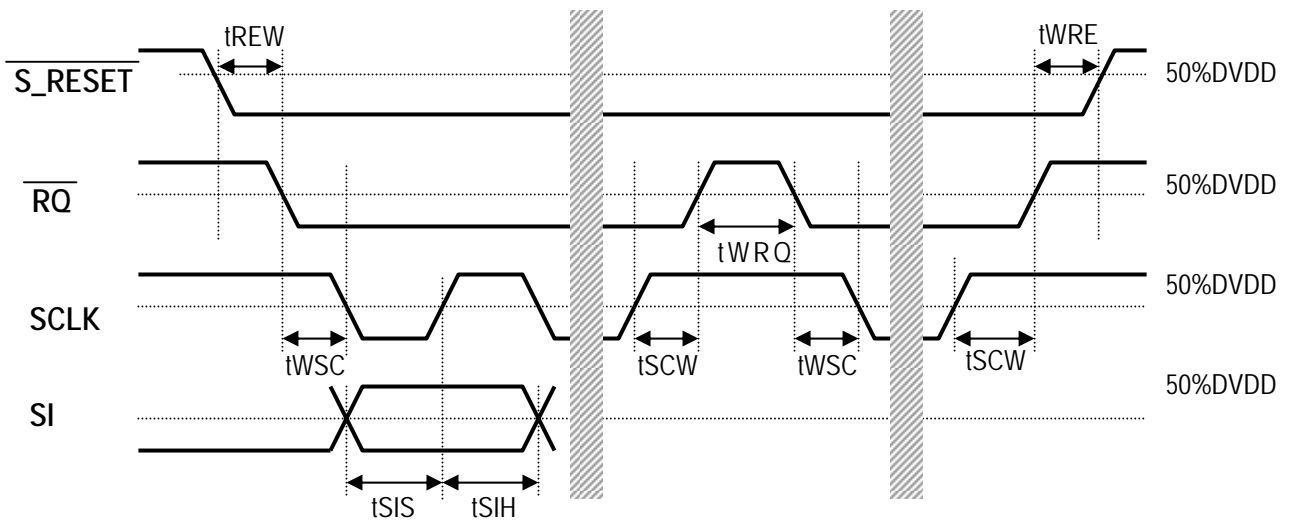 tREW
tWRE
S_RESET
50%DVDD
RQ
50%DVDD
tWRQ
SCLK
50%DVDD
tWSC
tSCW
tWSC
tSCW
SI
50%DVDD
tSIS
tSIH